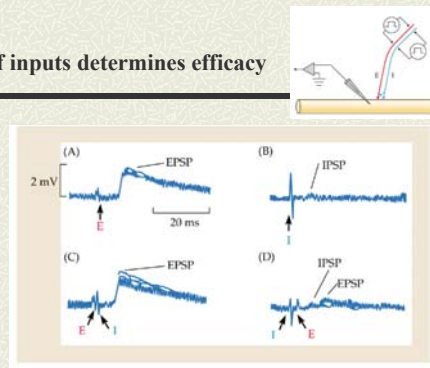 f inputs determines efficacy
E I
(A)
EPSP
2 mV
E
20 ms
(B)
IPSP
I
(C)
EPSP
E I
(D)
IPSP
EPSP
I E